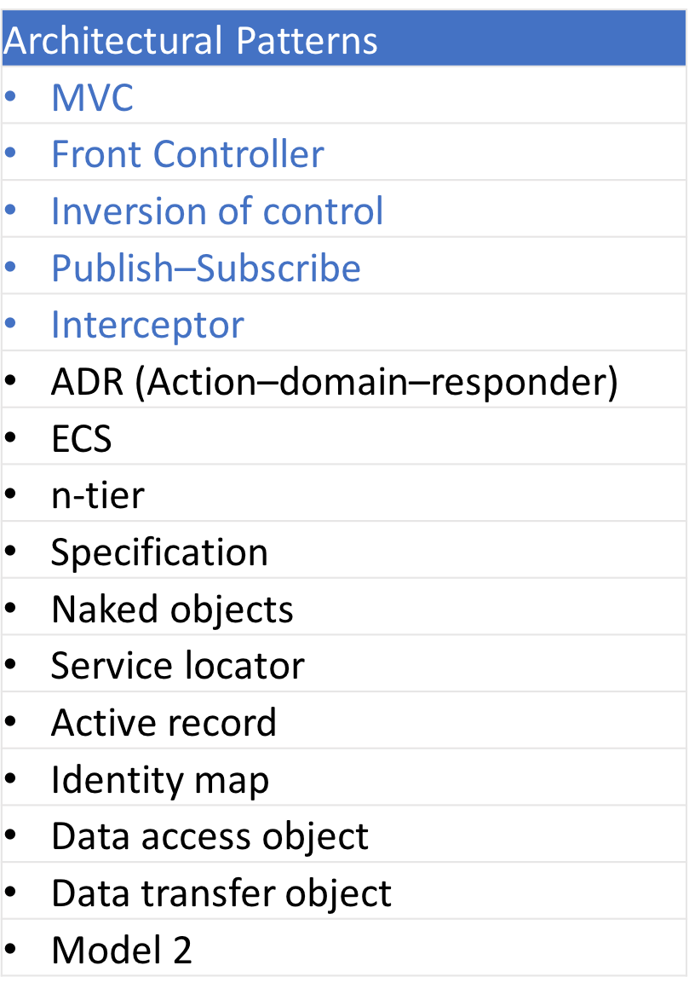 Architectural Patterns
• MVC
• Front Controller
• Inversion of control
• Publish–Subscribe
• Interceptor
• ADR (Action–domain–responder)
• ECS
• n-tier
• Specification
• Naked objects
• Service locator
• Active record
• Identity map
• Data access object
• Data transfer object
• Model 2